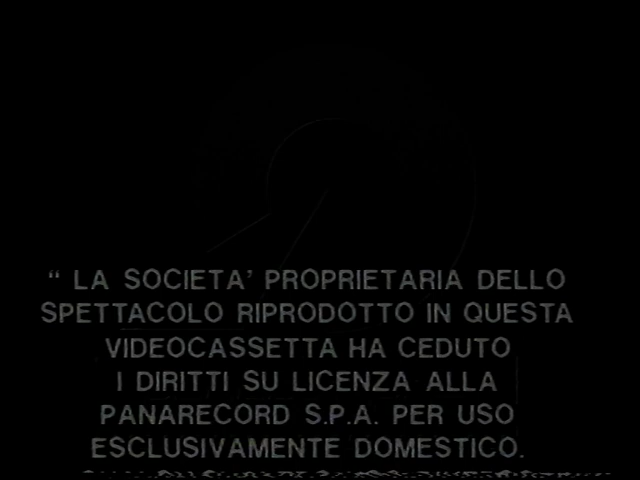 “ LA SOCIETA’ PROPRIETARIA DELLO
SPETTACOLO RIPRODOTTO IN QUESTA
VIDEOCASSETTA HA CEDUTO
I DIRITTI SU LICENZA ALLA
PANARECORD S.P.A. PER USO
ESCLUSIVAMENTE DOMESTICO.